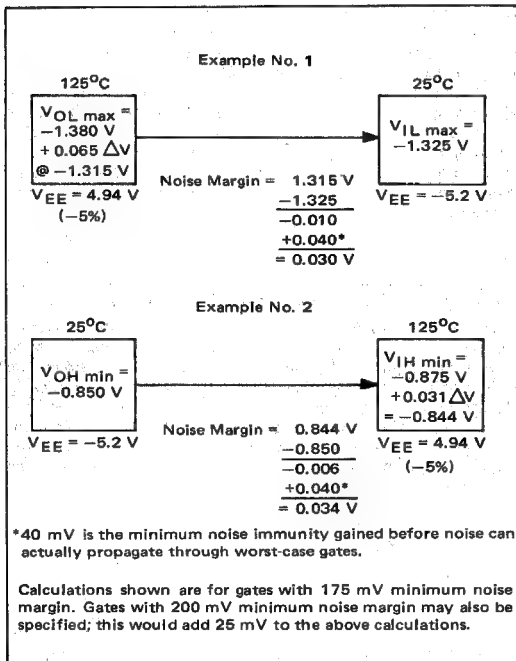 Example No. 1
125°C
25°C
VOL max =
−1.380 V
+ 0.065 ΔV
@ −1.315 V
VIL max =
−1.325 V
VEE = 4.94 V
(−5%)
VEE = −5.2 V
Noise Margin = 1.315 V
−1.325
−0.010
+0.040*
= 0.030 V
Example No. 2
25°C
125°C
VOH min =
−0.850 V
VIH min =
−0.875 V
+0.031 ΔV
= −0.844 V
VEE = −5.2 V
VEE = 4.94 V
(−5%)
Noise Margin = 0.844 V
−0.850
−0.006
+0.040*
= 0.034 V
*40 mV is the minimum noise immunity gained before noise can
actually propagate through worst-case gates.
Calculations shown are for gates with 175 mV minimum noise
margin. Gates with 200 mV minimum noise margin may also be
specified; this would add 25 mV to the above calculations.